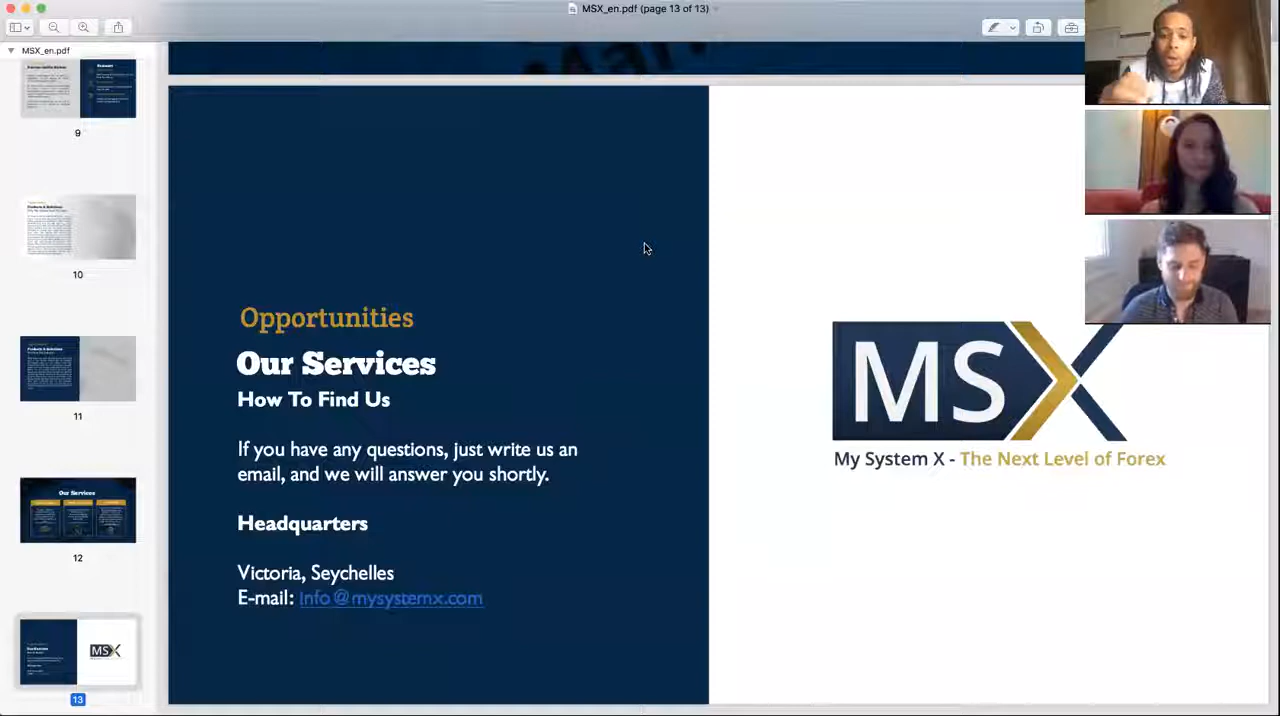 MSX_en.pdf (page 13 of 13)
MSX_en.pdf
9
10
11
Our Services
12
13
Opportunities
Our Services
How To Find Us
If you have any questions, just write us an
email, and we will answer you shortly.
Headquarters
Victoria, Seychelles
E-mail: info@mysystemx.com
MSX
My System X - The Next Level of Forex
MSX